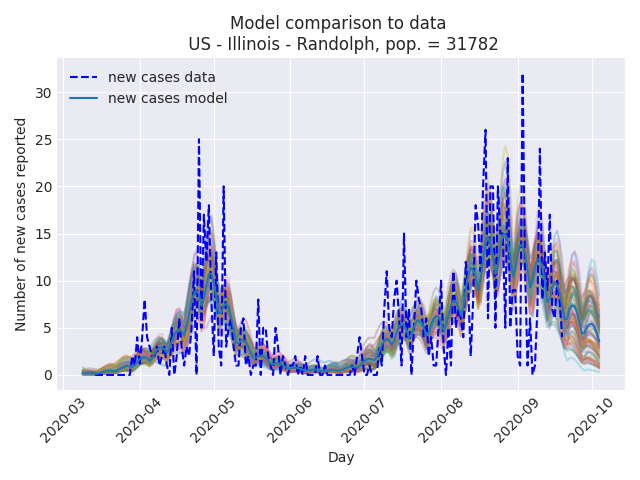 Model comparison to data
US - Illinois - Randolph, pop. = 31782
new cases data
new cases model
Number of new cases reported
30
25
20
15
10
5
0
2020-03
2020-04
2020-05
2020-06
2020-07
2020-08
2020-09
2020-10
Day